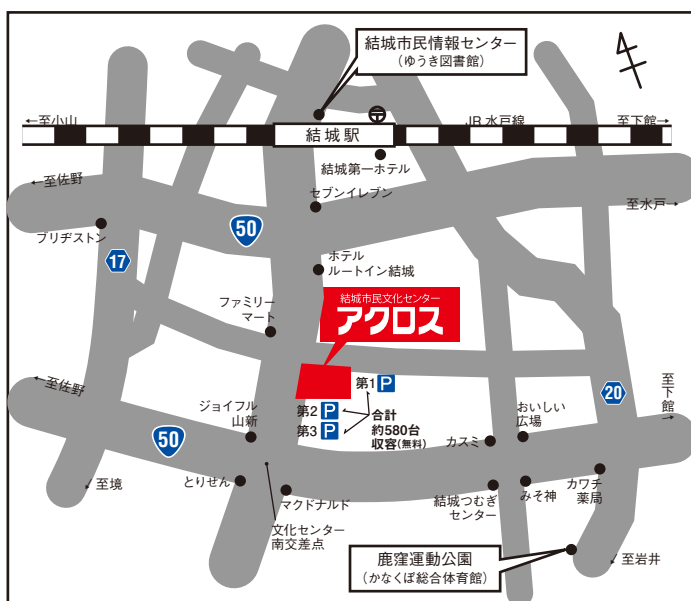 結城市民情報センター
（ゆうき図書館）
←至小山
JR 水戸線
至下館→
結城駅
結城第一ホテル
←至佐野
セブンイレブン
至水戸→
ブリヂストン
50
17
ホテル
ルートイン結城
結城市民文化センター
アクロス
ファミリー
マート
←至佐野
第1 P
至下館→
20
ジョイフル
山新
第2 P
第3 P
合計
約580台
収容(無料)
おいしい
広場
カスミ
50
とりせん
←至境
マクドナルド
結城つむぎ
センター
みそ神
カワチ
薬局
文化センター
南交差点
鹿窪運動公園
（かなくぼ総合体育館）
↙至岩井